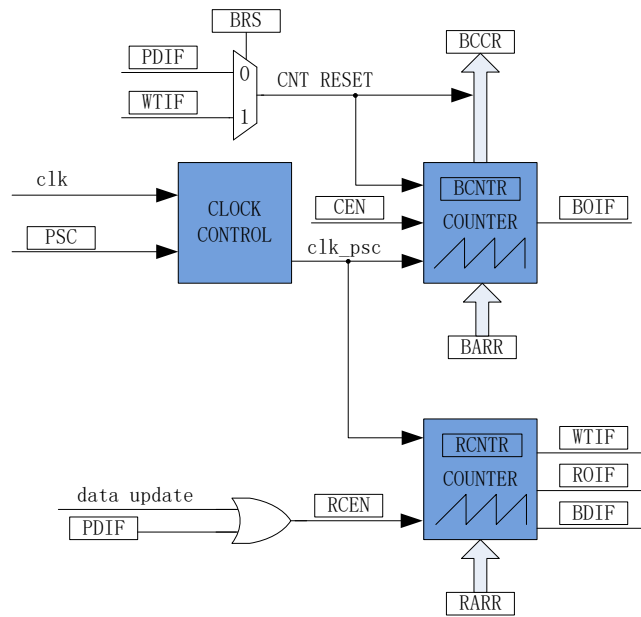 BRS
BCCR
PDIF
0
CNT RESET
WTIF
1
clk
BCNTR
CEN
COUNTER
BOIF
CLOCK
CONTROL
PSC
clk_psc
BARR
RCNTR
WTIF
COUNTER
ROIF
data update
RCEN
BDIF
PDIF
RARR